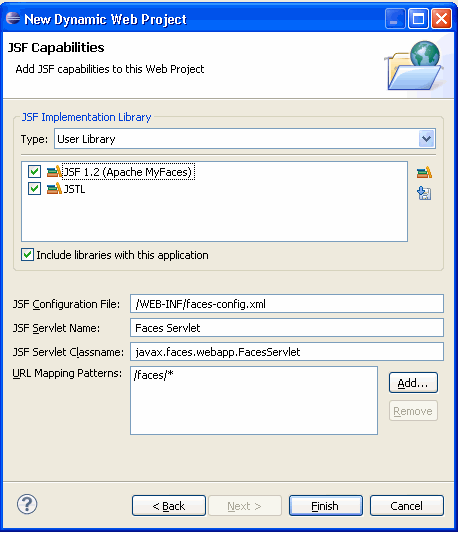 New Dynamic Web Project
JSF Capabilities
Add JSF capabilities to this Web Project
JSF Implementation Library
Type: User Library
JSF 1.2 (Apache MyFaces)
JSTL
Include libraries with this application
JSF Configuration File: /WEB-INF/faces-config.xml
JSF Servlet Name: Faces Servlet
JSF Servlet Classname: javax.faces.webapp.FacesServlet
URL Mapping Patterns: /faces/*
Add...
Remove
? < Back Next > Finish Cancel